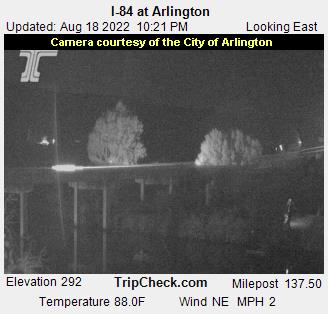 I-84 at Arlington
Updated: Aug 18 2022 10:21 PM Looking East
Camera courtesy of the City of Arlington
Elevation 292 TripCheck.com Milepost 137.50
Temperature 88.0F Wind NE MPH 2